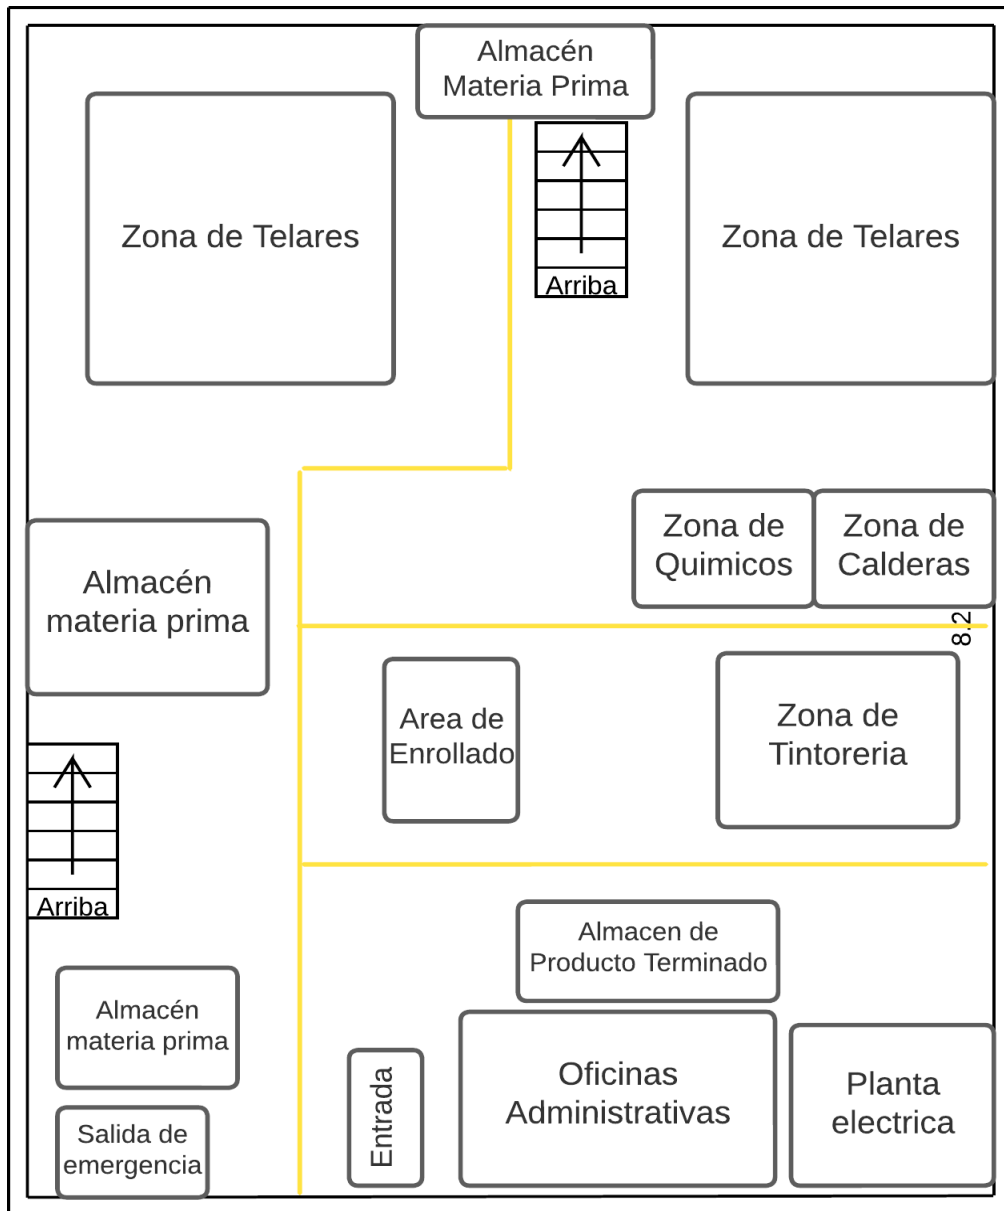 Almacén
Materia Prima
Zona de Telares
Zona de Telares
Arriba
Zona de
Quimicos
Zona de
Calderas
Almacén
materia prima
8.2
Area de
Enrollado
Zona de
Tintoreria
Arriba
Almacen de
Producto Terminado
Almacén
materia prima
Oficinas
Administrativas
Planta
electrica
Entrada
Salida de
emergencia